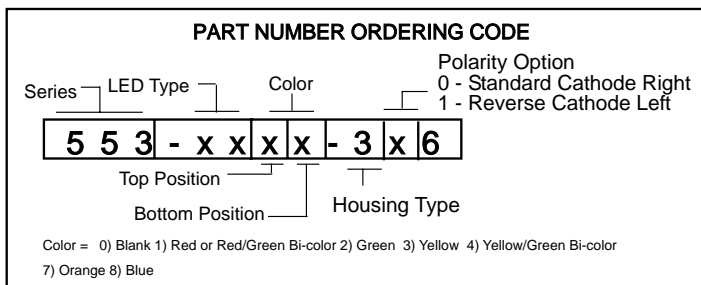 PART NUMBER ORDERING CODE
Polarity Option
0 - Standard Cathode Right
1 - Reverse Cathode Left
Series
LED Type
Color
5 5 3 - x x x x - 3 x 6
Top Position
Bottom Position
Housing Type
Color = 0) Blank 1) Red or Red/Green Bi-color 2) Green 3) Yellow 4) Yellow/Green Bi-color
7) Orange 8) Blue